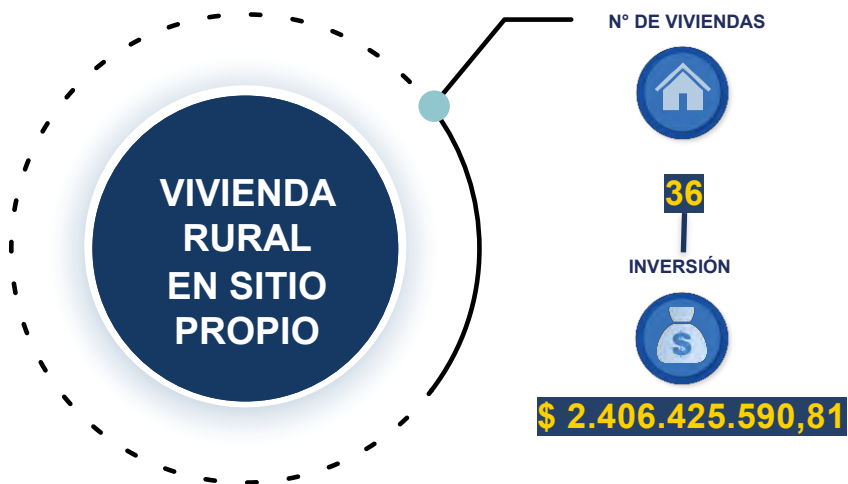 VIVIENDA
RURAL
EN SITIO
PROPIO
N° DE VIVIENDAS
36
INVERSIÓN
$
$ 2.406.425.590,81